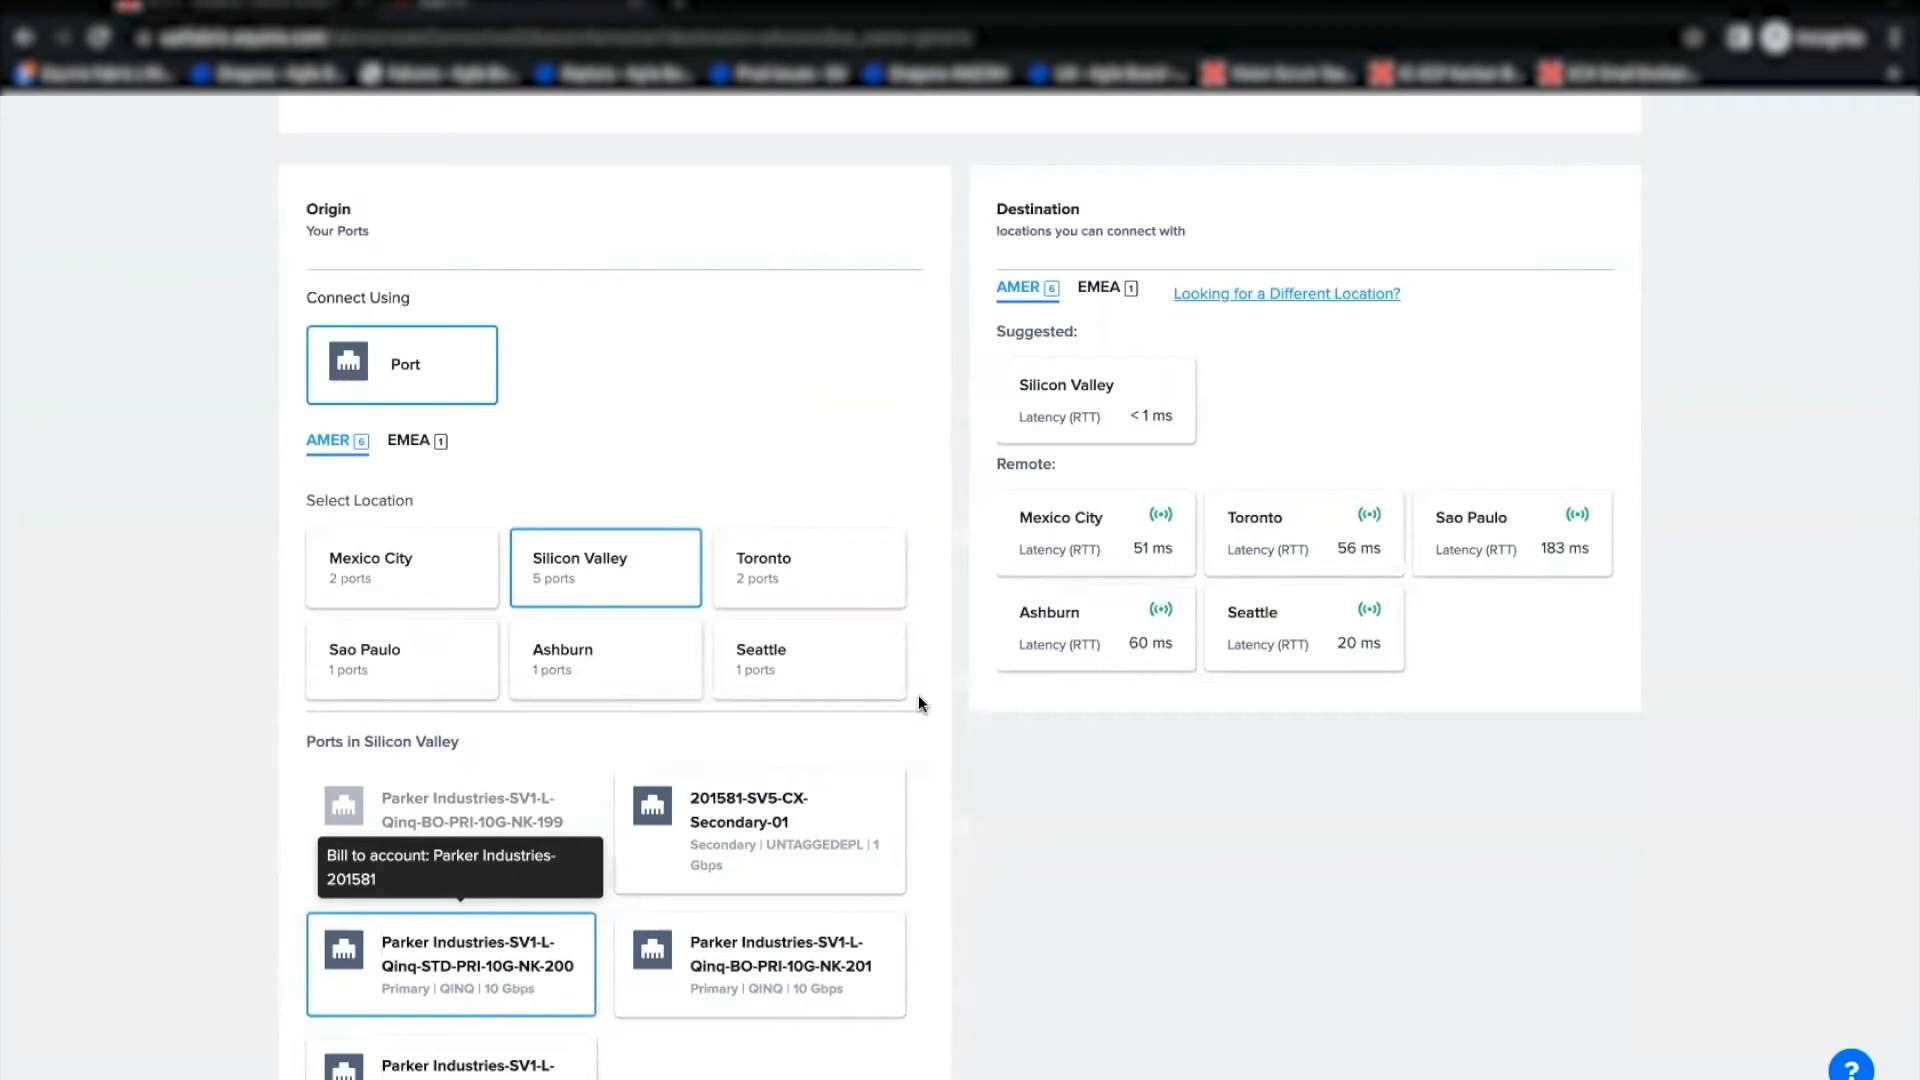 Origin
Your Ports
Connect Using
Port
AMER 6 EMEA 1
Select Location
Mexico City
2 ports
Silicon Valley
5 ports
Toronto
2 ports
Sao Paulo
1 ports
Ashburn
1 ports
Seattle
1 ports
Ports in Silicon Valley
Parker Industries-SV1-L-
Qinq-BO-PRI-10G-NK-199
Bill to account: Parker Industries-
201581
201581-SV5-CX-
Secondary-01
Secondary | UNTAGGEDEPL | 1
Gbps
Parker Industries-SV1-L-
Qinq-STD-PRI-10G-NK-200
Primary | QINQ | 10 Gbps
Parker Industries-SV1-L-
Qinq-BO-PRI-10G-NK-201
Primary | QINQ | 10 Gbps
Parker Industries-SV1-L-
Destination
locations you can connect with
AMER 6 EMEA 1 Looking for a Different Location?
Suggested:
Silicon Valley
Latency (RTT) < 1 ms
Remote:
Mexico City
Latency (RTT) 51 ms
Toronto
Latency (RTT) 56 ms
Sao Paulo
Latency (RTT) 183 ms
Ashburn
Latency (RTT) 60 ms
Seattle
Latency (RTT) 20 ms
?